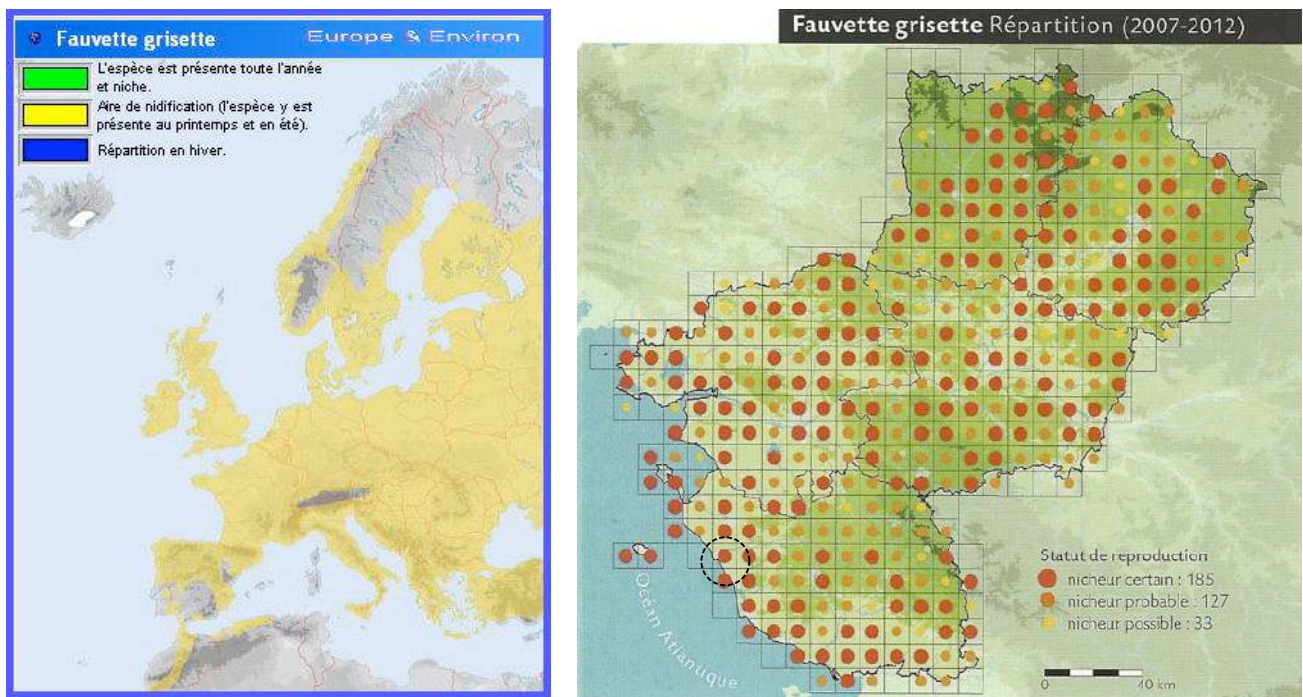 Fauvette grisette Europe & Environ
L'espèce est présente toute l'année
et niche.
Aire de nidification (l'espèce y est
présente au printemps et en été).
Répartition en hiver.
Fauvette grisette Répartition (2007-2012)
Statut de reproduction
nicheur certain : 185
nicheur probable : 127
nicheur possible : 33
Océan Atlantique
0 40 km